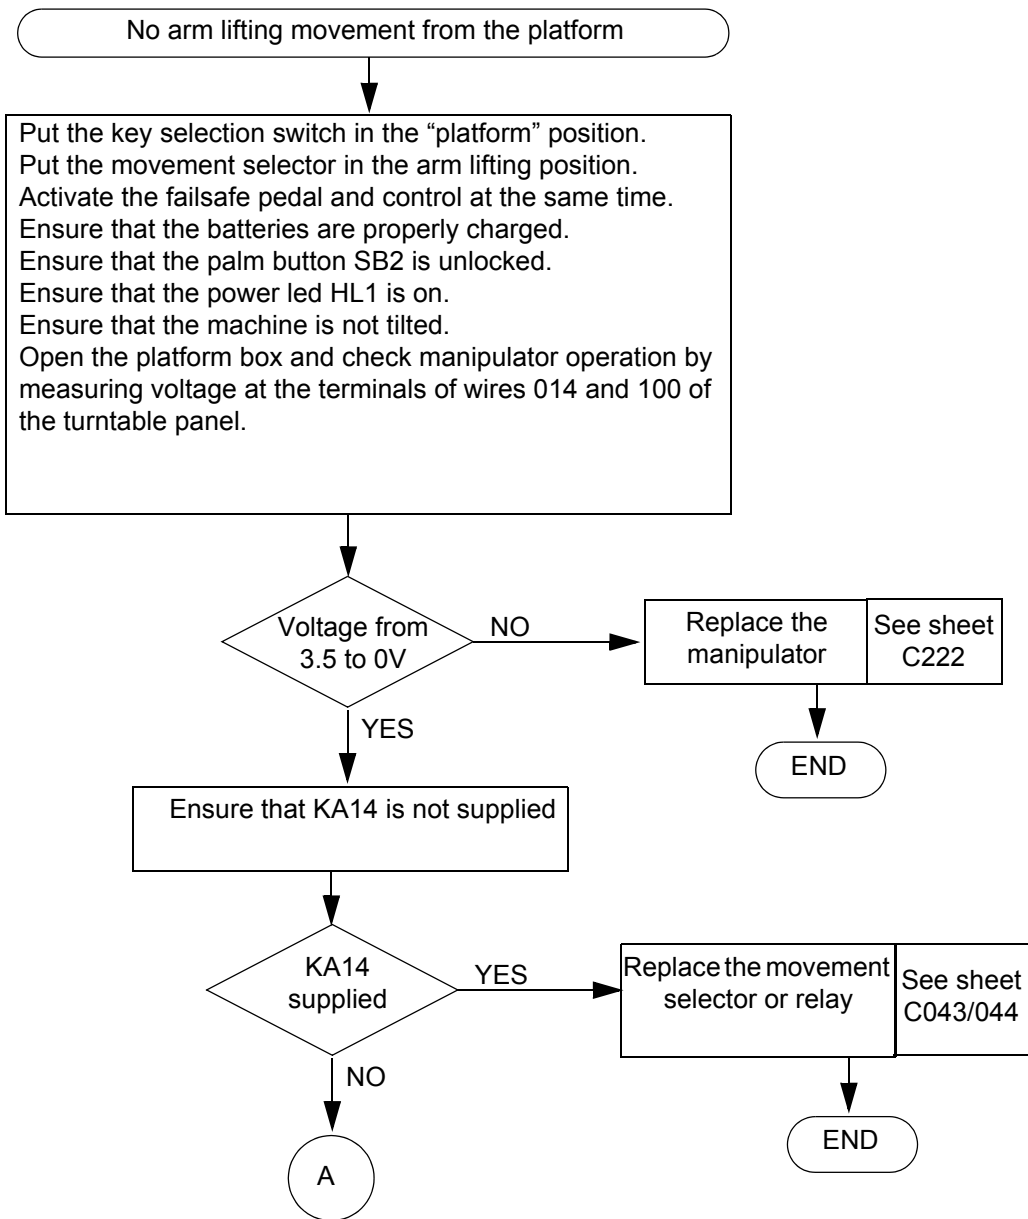 No arm lifting movement from the platform
Put the key selection switch in the “platform” position.
Put the movement selector in the arm lifting position.
Activate the failsafe pedal and control at the same time.
Ensure that the batteries are properly charged.
Ensure that the palm button SB2 is unlocked.
Ensure that the power led HL1 is on.
Ensure that the machine is not tilted.
Open the platform box and check manipulator operation by
measuring voltage at the terminals of wires 014 and 100 of
the turntable panel.
Voltage from
3.5 to 0V
NO
Replace the
manipulator
See sheet
C222
YES
END
Ensure that KA14 is not supplied
KA14
supplied
YES
Replace the movement
selector or relay
See sheet
C043/044
NO
END
A